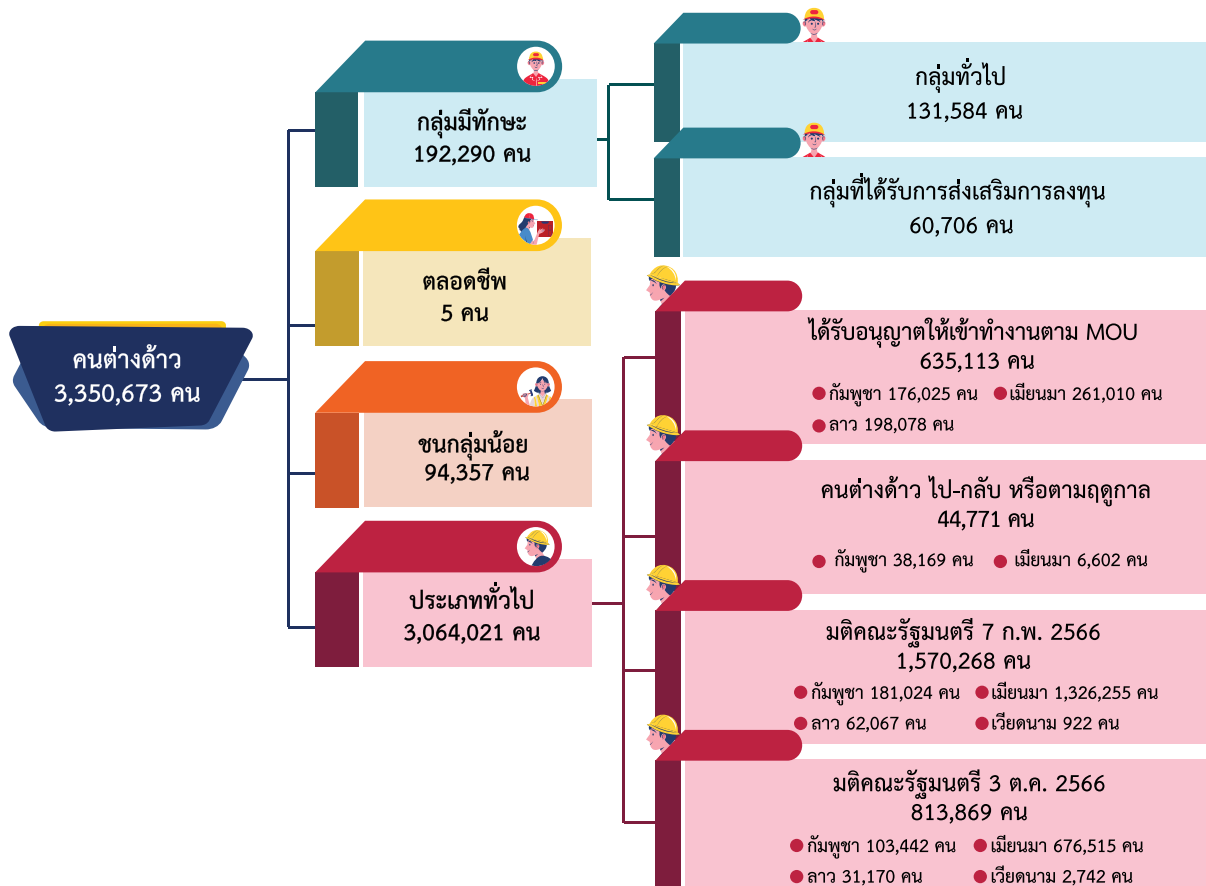 คนต่างด้าว
3,350,673 คน
กลุ่มมีทักษะ
192,290 คน
กลุ่มทั่วไป
131,584 คน
กลุ่มที่ได้รับการส่งเสริมการลงทุน
60,706 คน
ตลอดชีพ
5 คน
ชนกลุ่มน้อย
94,357 คน
ประเภททั่วไป
3,064,021 คน
ได้รับอนุญาตให้เข้าทำงานตาม MOU
635,113 คน
กัมพูชา 176,025 คน เมียนมา 261,010 คน
ลาว 198,078 คน
คนต่างด้าว ไป-กลับ หรือตามฤดูกาล
44,771 คน
กัมพูชา 38,169 คน เมียนมา 6,602 คน
มติคณะรัฐมนตรี 7 ก.พ. 2566
1,570,268 คน
กัมพูชา 181,024 คน เมียนมา 1,326,255 คน
ลาว 62,067 คน เวียดนาม 922 คน
มติคณะรัฐมนตรี 3 ต.ค. 2566
813,869 คน
กัมพูชา 103,442 คน เมียนมา 676,515 คน
ลาว 31,170 คน เวียดนาม 2,742 คน